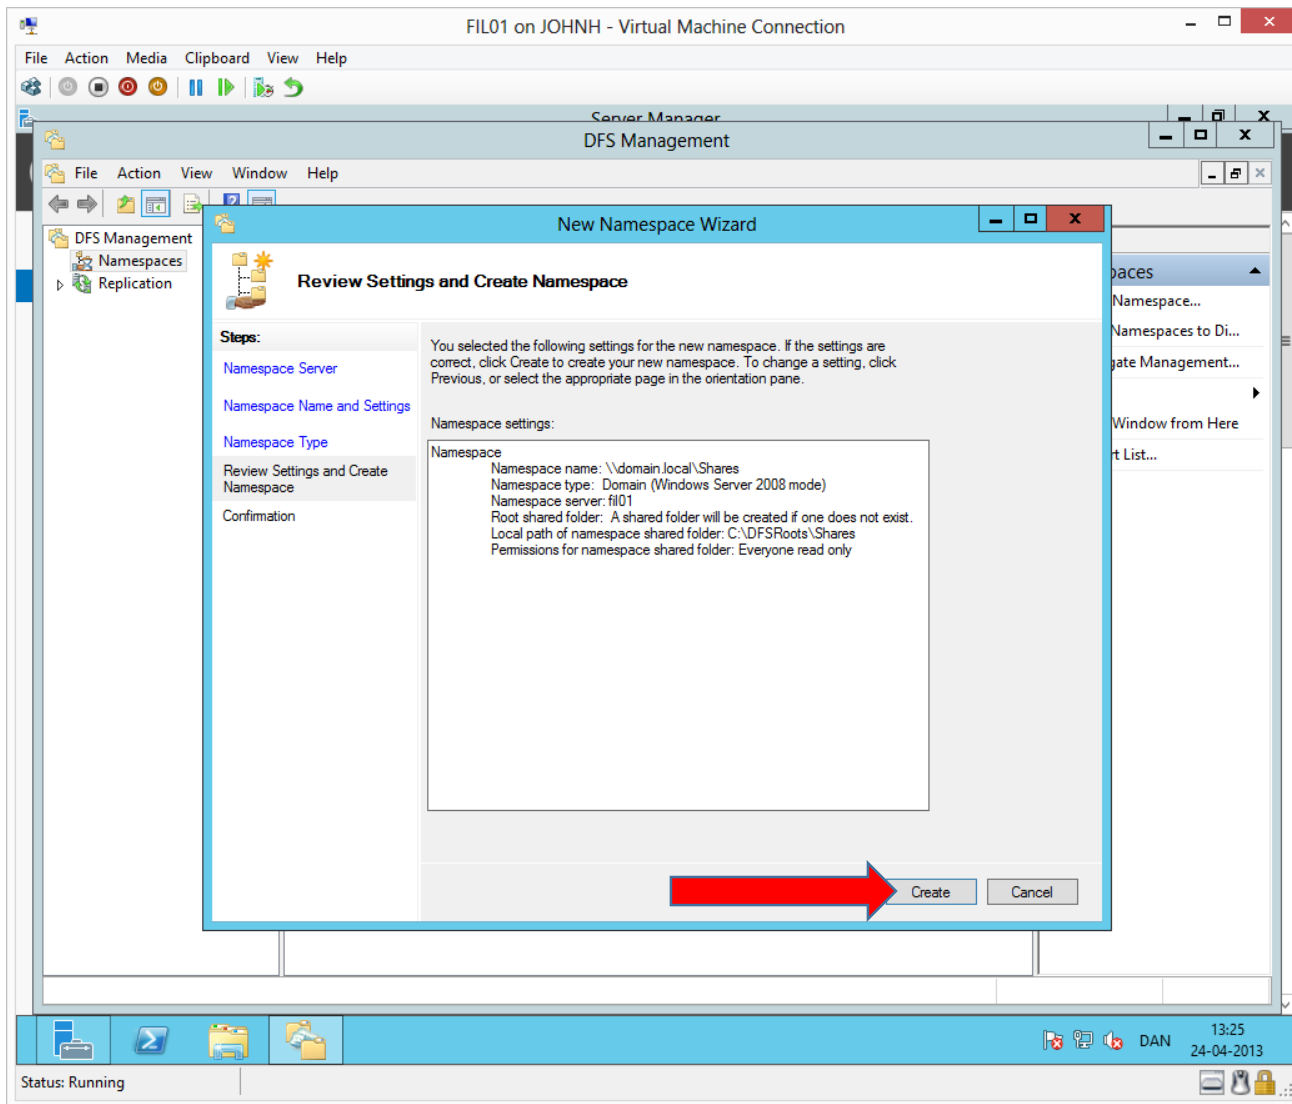 FIL01 on JOHNH - Virtual Machine Connection
File Action Media Clipboard View Help
Server Manager
DFS Management
File Action View Window Help
New Namespace Wizard
DFS Management
Namespaces
Replication
Review Settings and Create Namespace
Steps:
Namespace Server
Namespace Name and Settings
Namespace Type
Review Settings and Create
Namespace
Confirmation
You selected the following settings for the new namespace. If the settings are
correct, click Create to create your new namespace. To change a setting, click
Previous, or select the appropriate page in the orientation pane.
Namespace settings:
Namespace
Namespace name: \\domain.local\Shares
Namespace type: Domain (Windows Server 2008 mode)
Namespace server: fil01
Root shared folder: A shared folder will be created if one does not exist.
Local path of namespace shared folder: C:\DFSRoots\Shares
Permissions for namespace shared folder: Everyone read only
Create Cancel
paces
Namespace...
Namespaces to Di...
gate Management...
Window from Here
rt List...
DAN
13:25
24-04-2013
Status: Running